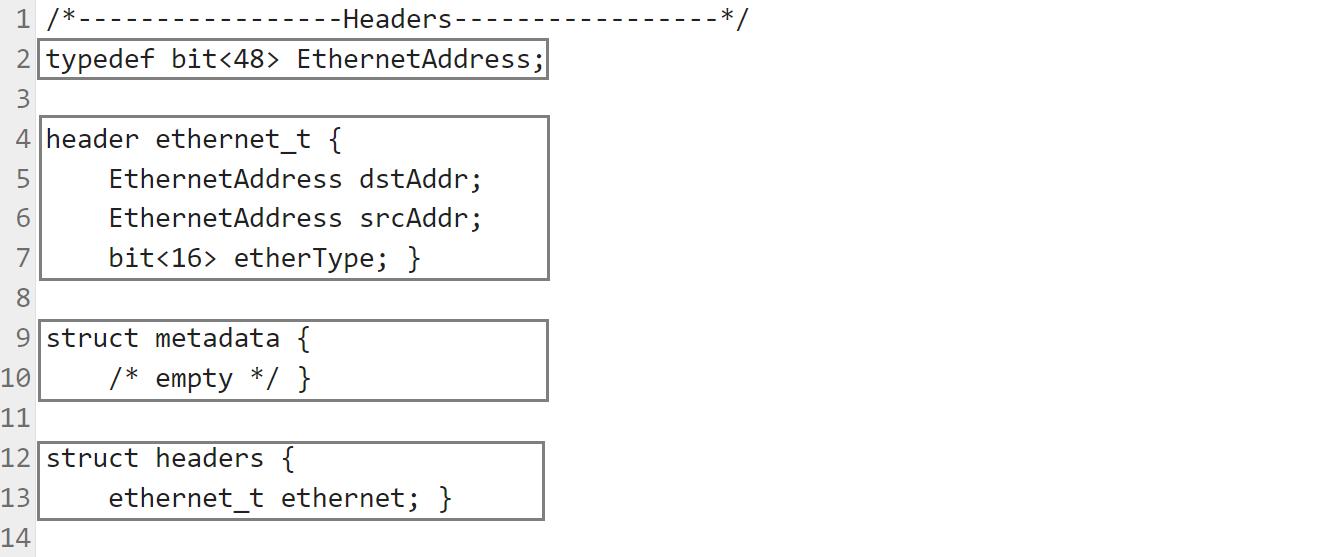 1 /*-----------------Headers-----------------*/
2 typedef bit<48> EthernetAddress;
3
4 header ethernet_t {
5     EthernetAddress dstAddr;
6     EthernetAddress srcAddr;
7     bit<16> etherType; }
8
9 struct metadata {
10     /* empty */ }
11
12 struct headers {
13     ethernet_t ethernet; }
14